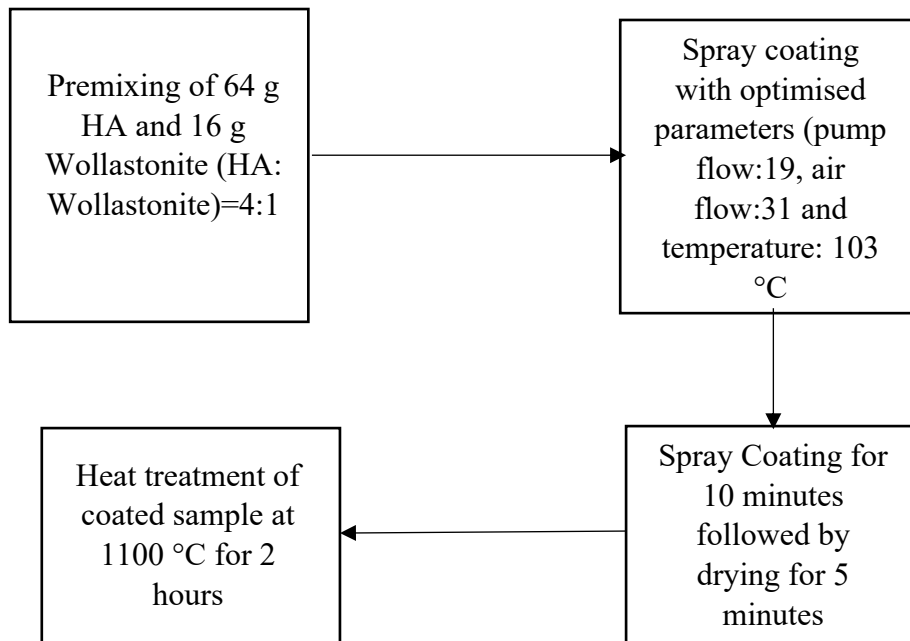 Premixing of 64 g
HA and 16 g
Wollastonite (HA:
Wollastonite)=4:1
Spray coating
with optimised
parameters (pump
flow:19, air
flow:31 and
temperature: 103
°C
Spray Coating for
10 minutes
followed by
drying for 5
minutes
Heat treatment of
coated sample at
1100 °C for 2
hours